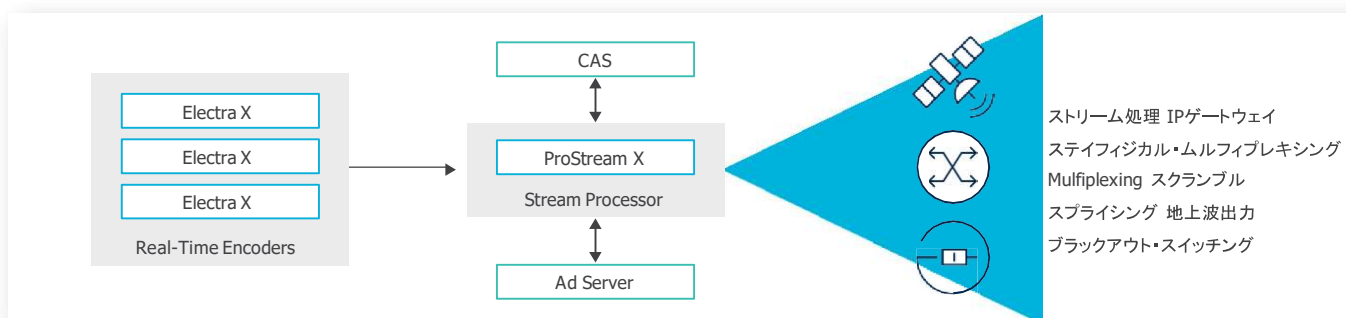 Electra X
Electra X
Electra X
Real-Time Encoders
CAS
ProStream X
Stream Processor
Ad Server
ストリーム処理 IPゲートウェイ
ステイフィジカル・ムルフィプレキシング
Mulfiplexing スクランブル
スプライシング 地上波出力
ブラックアウト・スイッチング